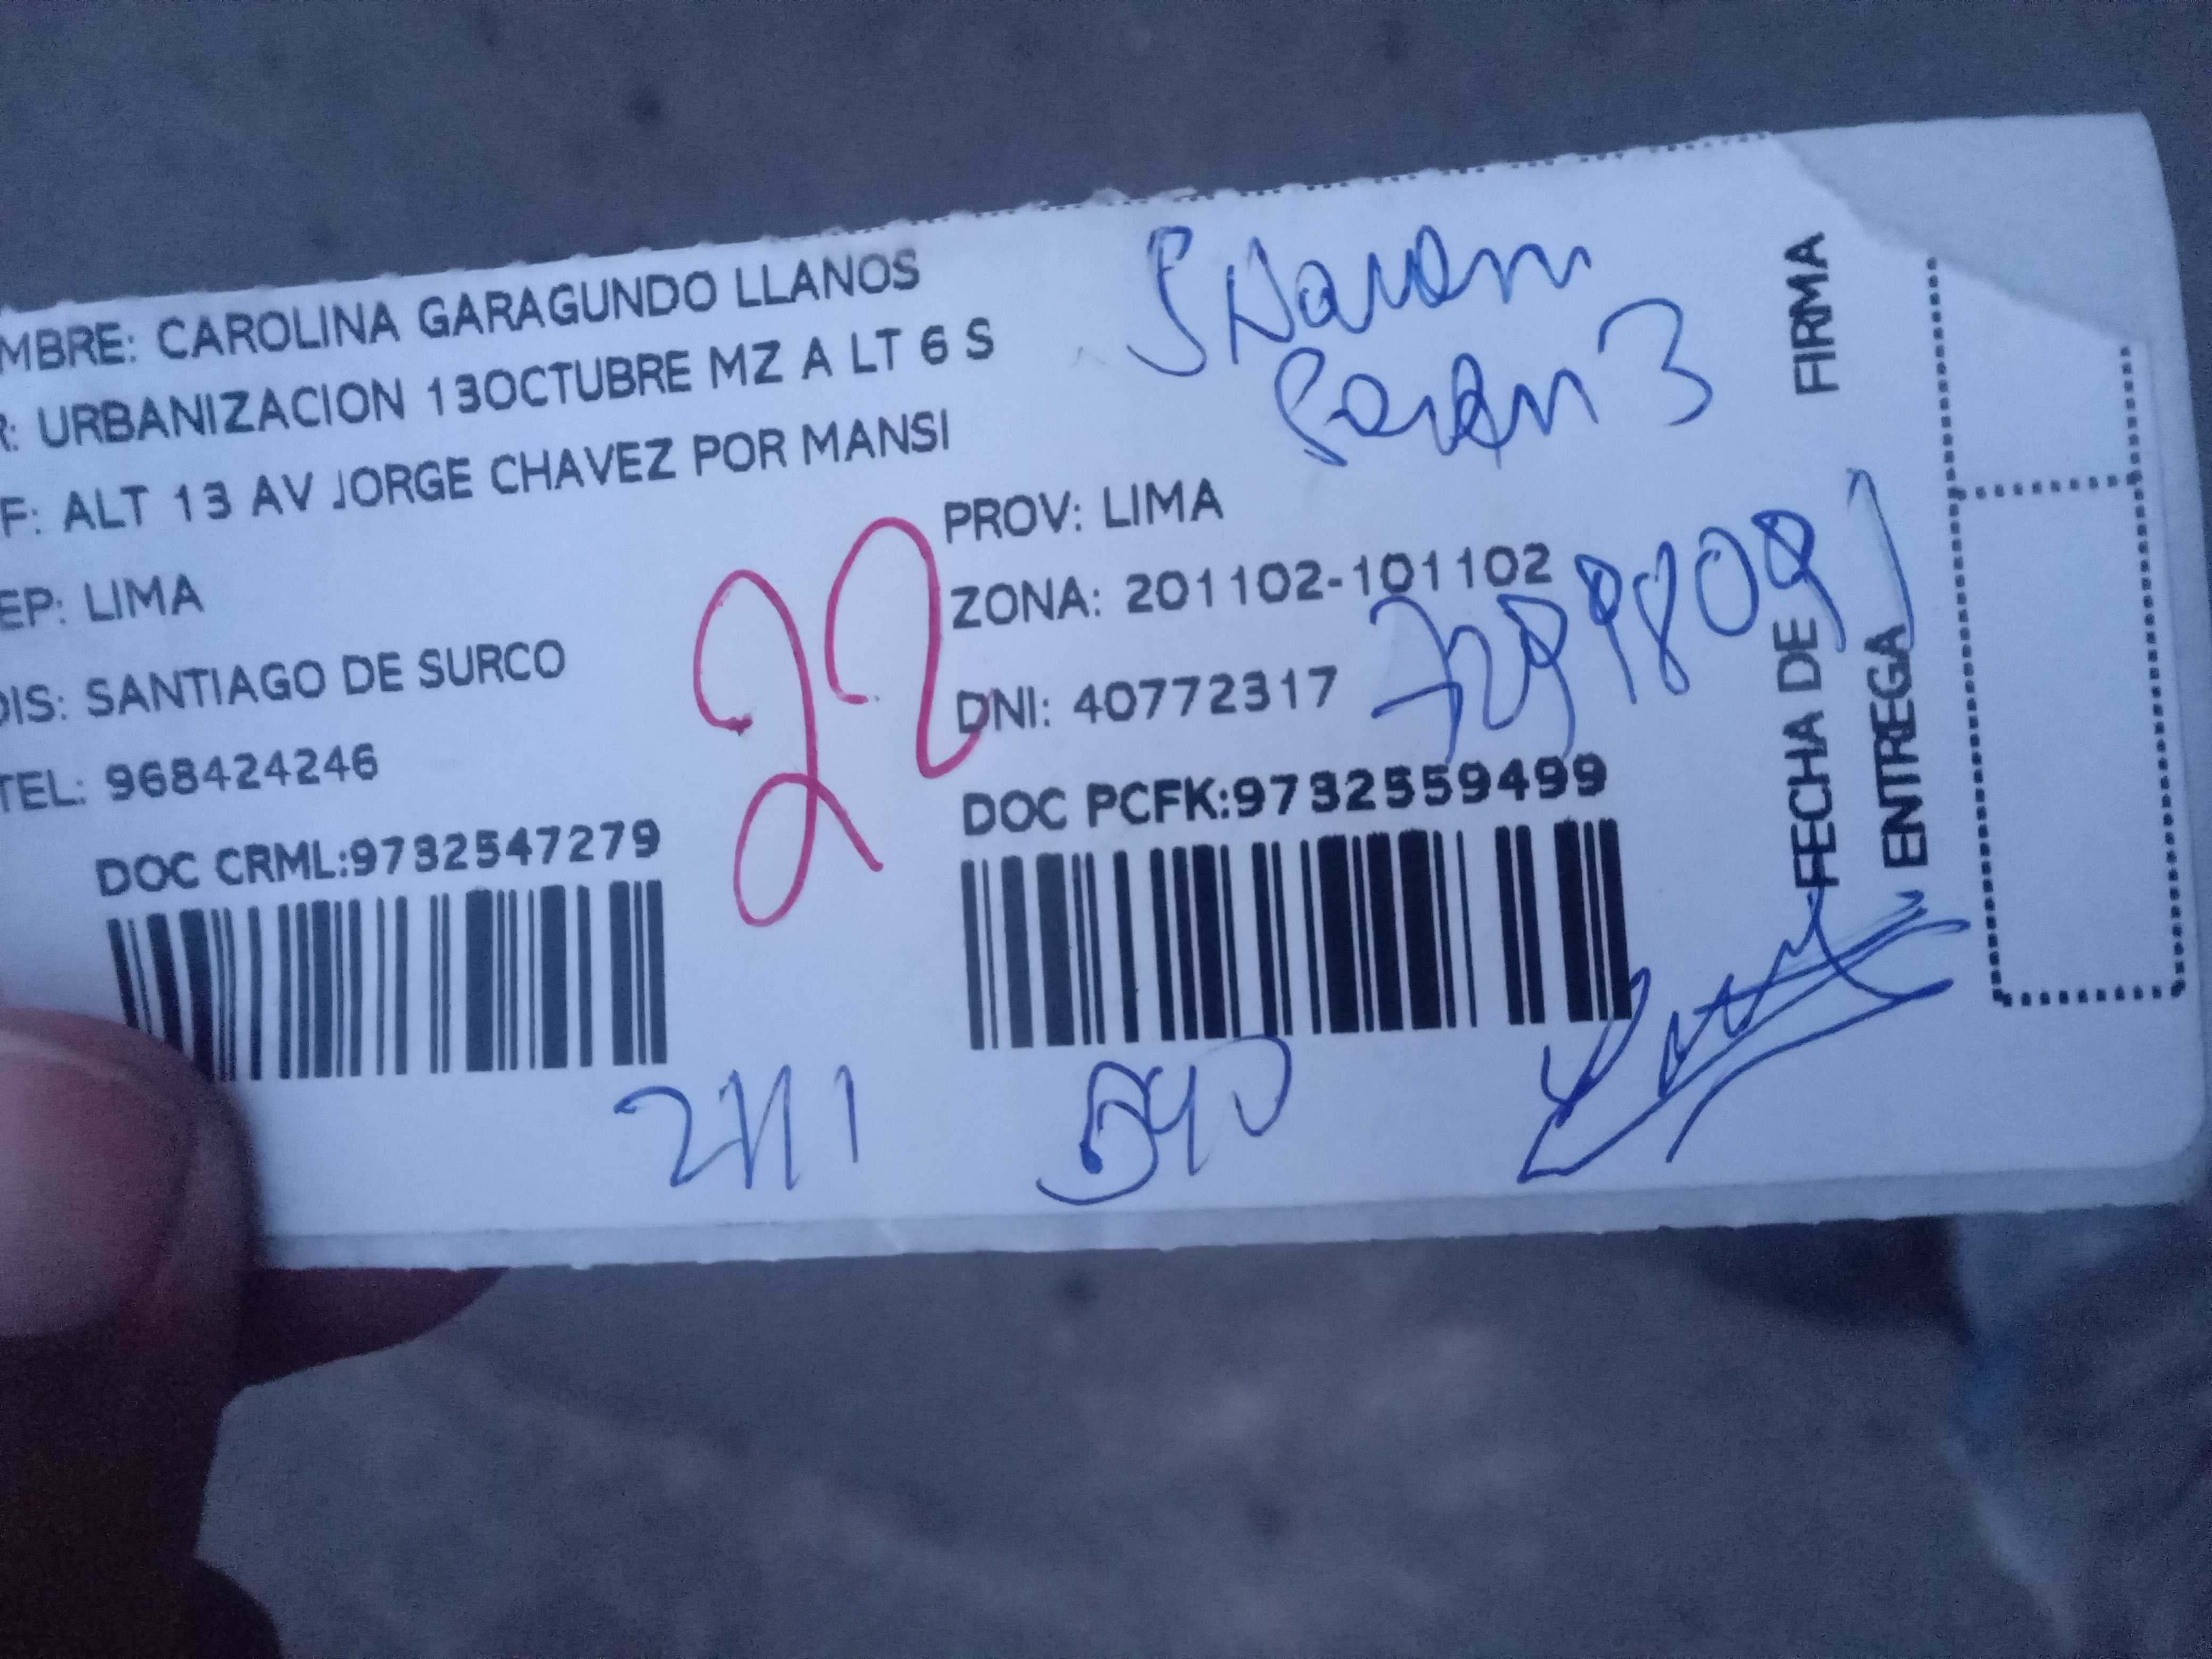 MBRE: CAROLINA GARAGUNDO LLANOS
R: URBANIZACION 13OCTUBRE MZ A LT 6 S
F: ALT 13 AV JORGE CHAVEZ POR MANSI
EP: LIMA
PROV: LIMA
ZONA: 201102-101102
DIS: SANTIAGO DE SURCO
DNI: 40772317
TEL: 968424246
DOC CRML:9732547279
DOC PCFK:9732559499
22
FIRMA
FECHA DE
ENTREGA